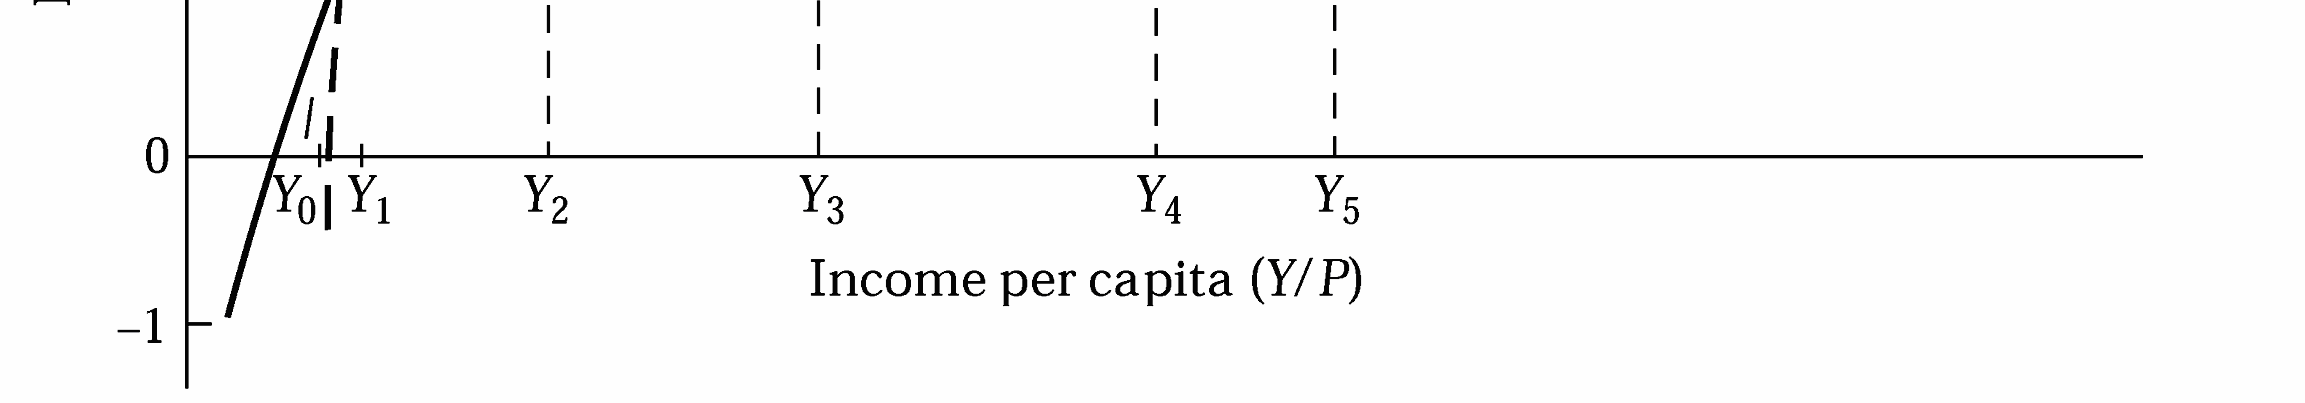 0
Y₀ Y₁ Y₂ Y₃ Y₄ Y₅
Income per capita (Y/P)
–1